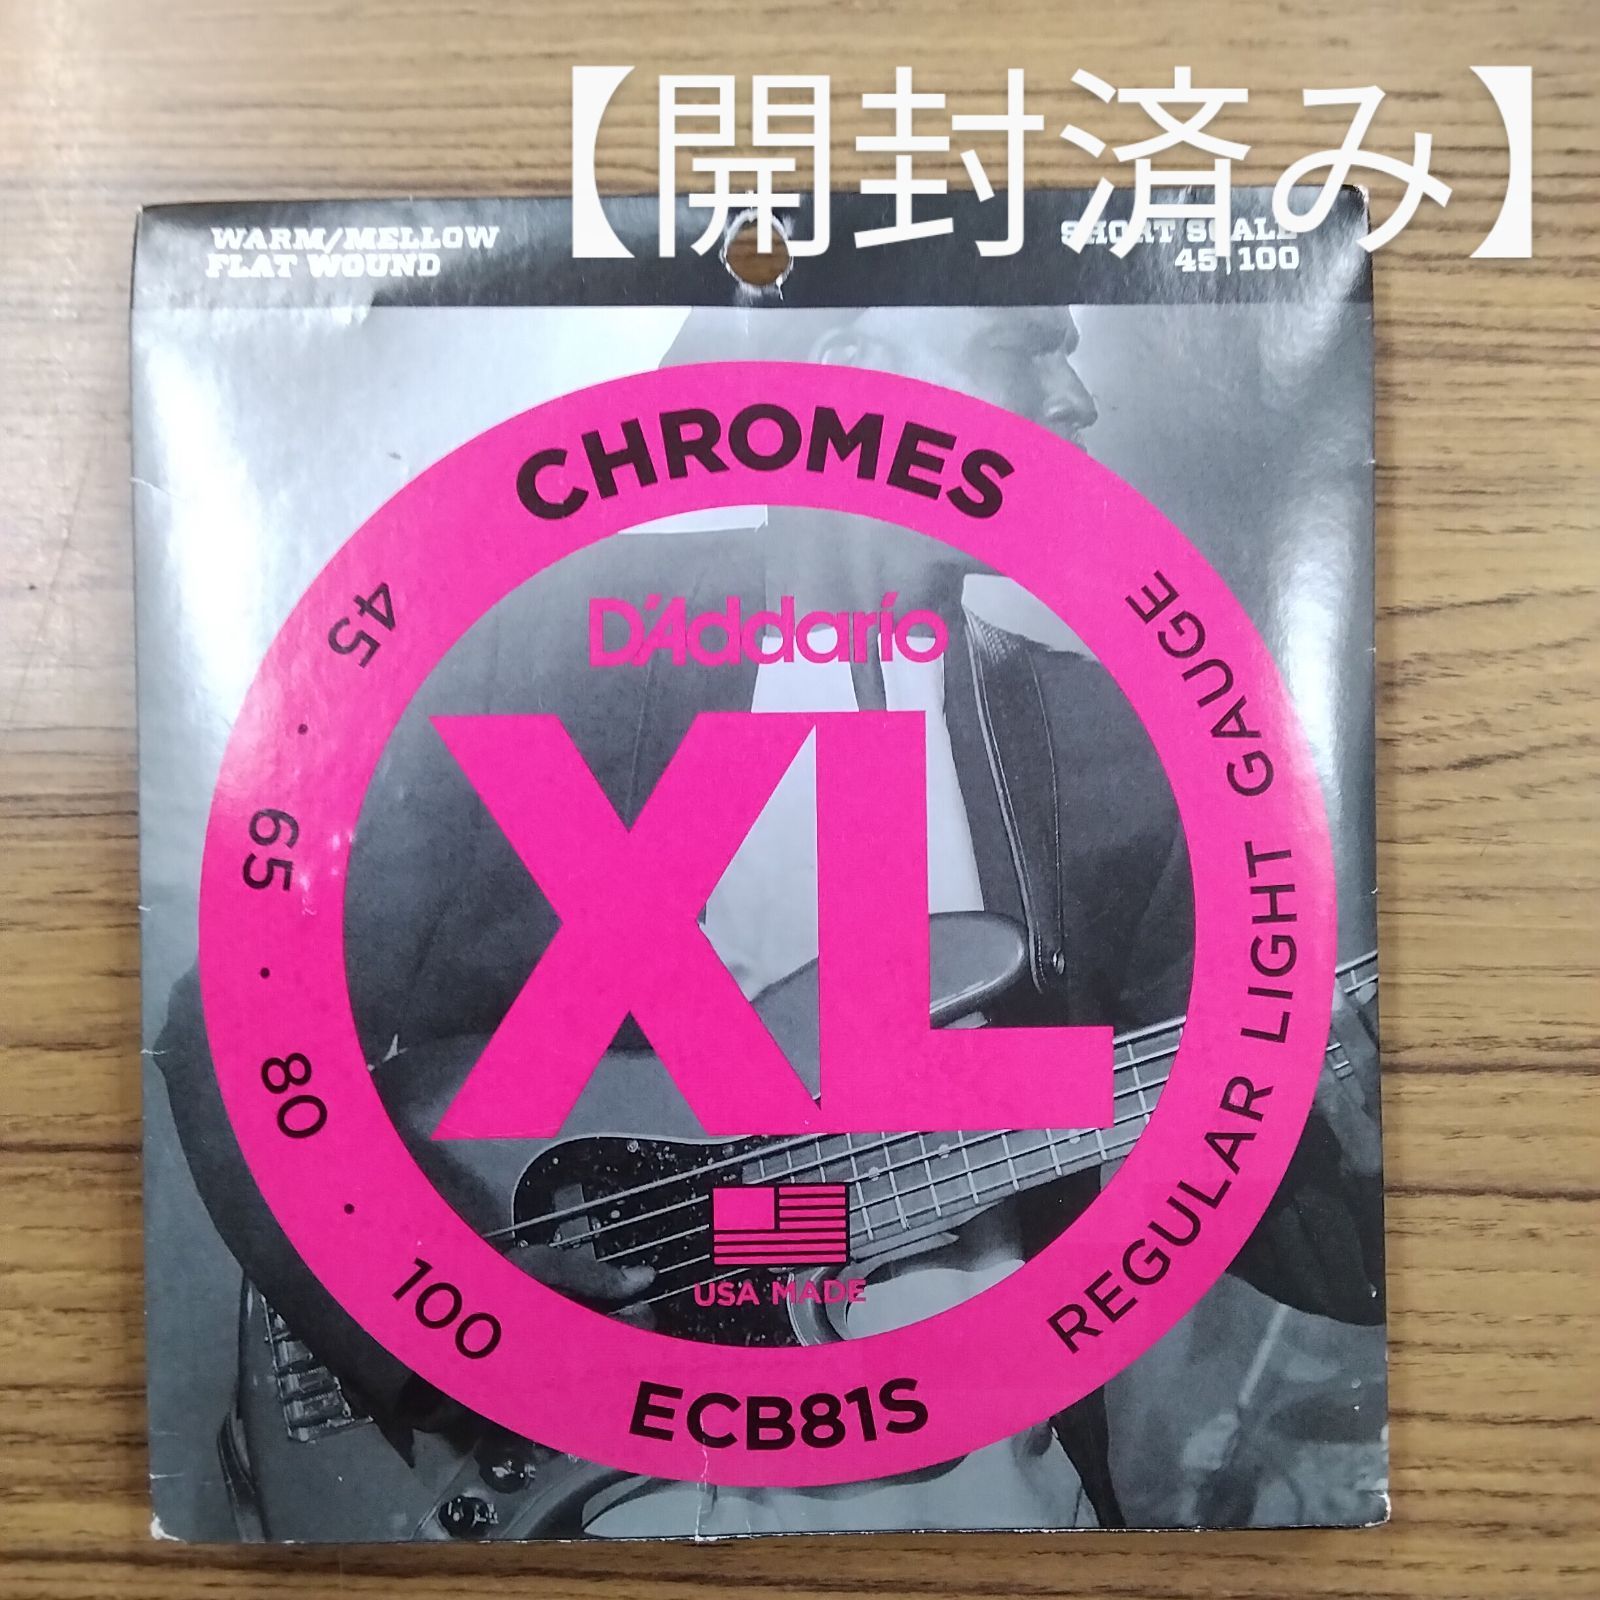 【開封済み】
WARM/MELLOW
FLAT WOUND
SHORT SCALE
45 | 100
CHROMES
45 · 65 · 80 · 100
REGULAR LIGHT GAUGE
D'Addario
XL
USA MADE
ECB81S